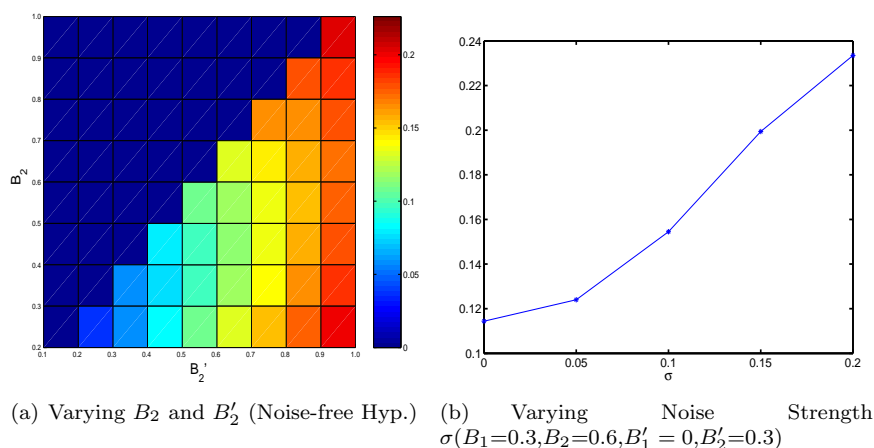 1.0
0.9
0.8
0.7
0.6
0.5
0.4
0.3
0.2
B₂
0.1 0.2 0.3 0.4 0.5 0.6 0.7 0.8 0.9 1.0
B₂'
0.2
0.15
0.1
0.05
0
(a) Varying B₂ and B₂′ (Noise-free Hyp.)
0.24
0.22
0.2
0.18
0.16
0.14
0.12
0.1
0 0.05 0.1 0.15 0.2
σ
(b) Varying Noise Strength
σ(B₁=0.3,B₂=0.6,B₁′ = 0,B₂′=0.3)